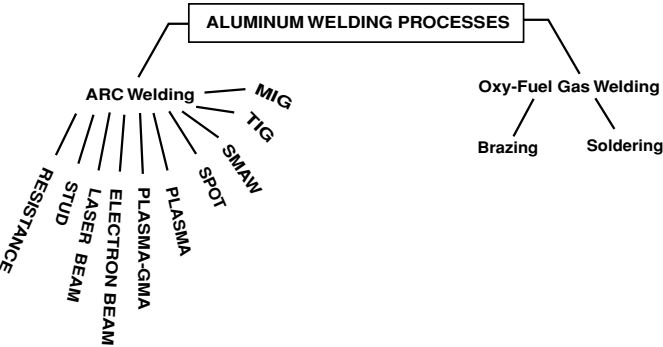 ALUMINUM WELDING PROCESSES
ARC Welding
MIG
TIG
SMAW
SPOT
PLASMA
PLASMA-GMA
ELECTRON BEAM
LASER BEAM
STUD
RESISTANCE
Oxy-Fuel Gas Welding
Brazing
Soldering